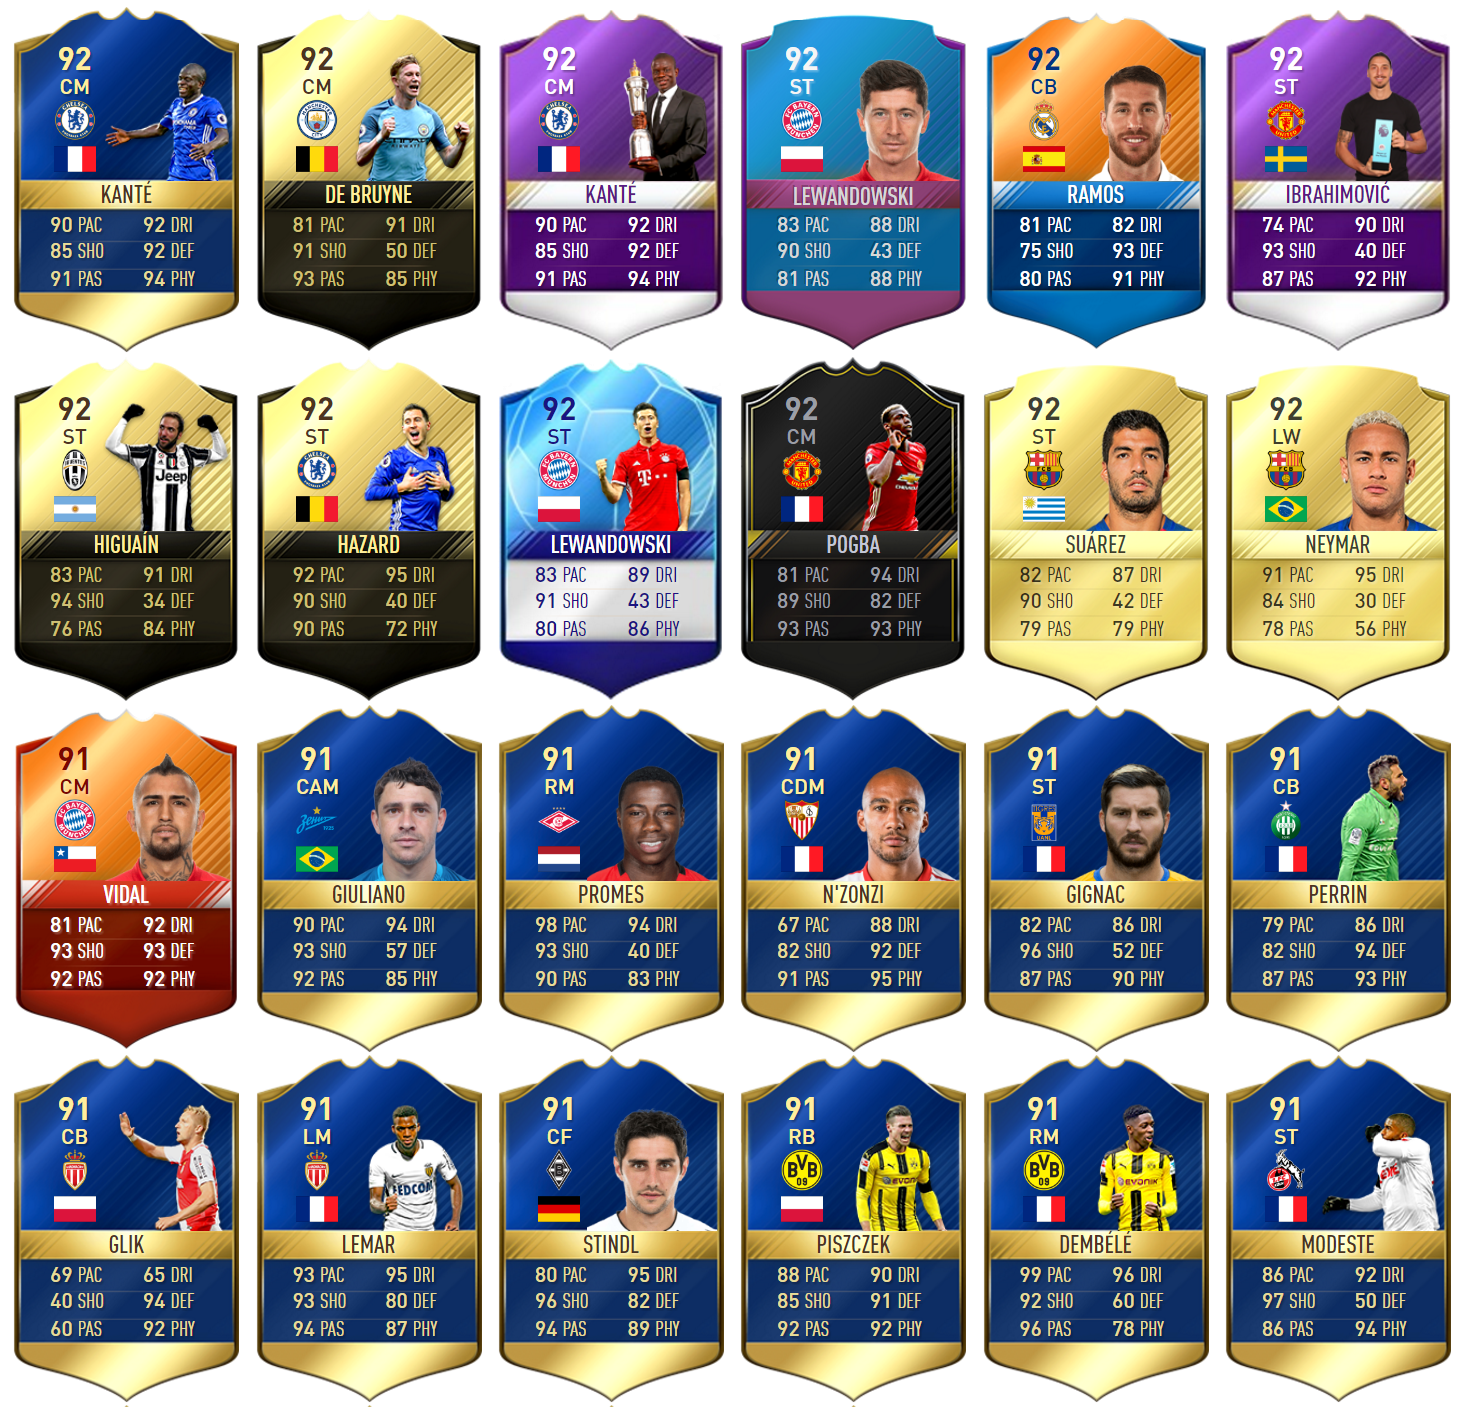 92
CM
KANTÉ
90 PAC 92 DRI
85 SHO 92 DEF
91 PAS 94 PHY
92
CM
DE BRUYNE
81 PAC 91 DRI
91 SHO 50 DEF
93 PAS 85 PHY
92
CM
KANTÉ
90 PAC 92 DRI
85 SHO 92 DEF
91 PAS 94 PHY
92
ST
LEWANDOWSKI
83 PAC 88 DRI
90 SHO 43 DEF
81 PAS 88 PHY
92
CB
RAMOS
81 PAC 82 DRI
75 SHO 93 DEF
80 PAS 91 PHY
92
ST
IBRAHIMOVIĆ
74 PAC 90 DRI
93 SHO 40 DEF
87 PAS 92 PHY
92
ST
Jeep
HIGUAÍN
83 PAC 91 DRI
94 SHO 34 DEF
76 PAS 84 PHY
92
ST
HAZARD
92 PAC 95 DRI
90 SHO 40 DEF
90 PAS 72 PHY
92
ST
LEWANDOWSKI
83 PAC 89 DRI
91 SHO 43 DEF
80 PAS 86 PHY
92
CM
POGBA
81 PAC 94 DRI
89 SHO 82 DEF
93 PAS 93 PHY
92
ST
SUÁREZ
82 PAC 87 DRI
90 SHO 42 DEF
79 PAS 79 PHY
92
LW
NEYMAR
91 PAC 95 DRI
84 SHO 30 DEF
78 PAS 56 PHY
91
CM
VIDAL
81 PAC 92 DRI
93 SHO 93 DEF
92 PAS 92 PHY
91
CAM
GIULIANO
90 PAC 94 DRI
93 SHO 57 DEF
92 PAS 85 PHY
91
RM
PROMES
98 PAC 94 DRI
93 SHO 40 DEF
90 PAS 83 PHY
91
CDM
N'ZONZI
67 PAC 88 DRI
82 SHO 92 DEF
91 PAS 95 PHY
91
ST
GIGNAC
82 PAC 86 DRI
96 SHO 52 DEF
87 PAS 90 PHY
91
CB
PERRIN
79 PAC 86 DRI
82 SHO 94 DEF
87 PAS 93 PHY
91
CB
GLIK
69 PAC 65 DRI
40 SHO 94 DEF
60 PAS 92 PHY
91
LM
LEMAR
93 PAC 95 DRI
93 SHO 80 DEF
94 PAS 87 PHY
91
CF
STINDL
80 PAC 95 DRI
96 SHO 82 DEF
94 PAS 89 PHY
91
RB
BVB
09
EVONIK
PISZCZEK
88 PAC 90 DRI
85 SHO 91 DEF
92 PAS 92 PHY
91
RM
BVB
09
EVONIK
DEMBÉLÉ
99 PAC 96 DRI
92 SHO 60 DEF
96 PAS 78 PHY
91
ST
MODESTE
86 PAC 92 DRI
97 SHO 50 DEF
86 PAS 94 PHY